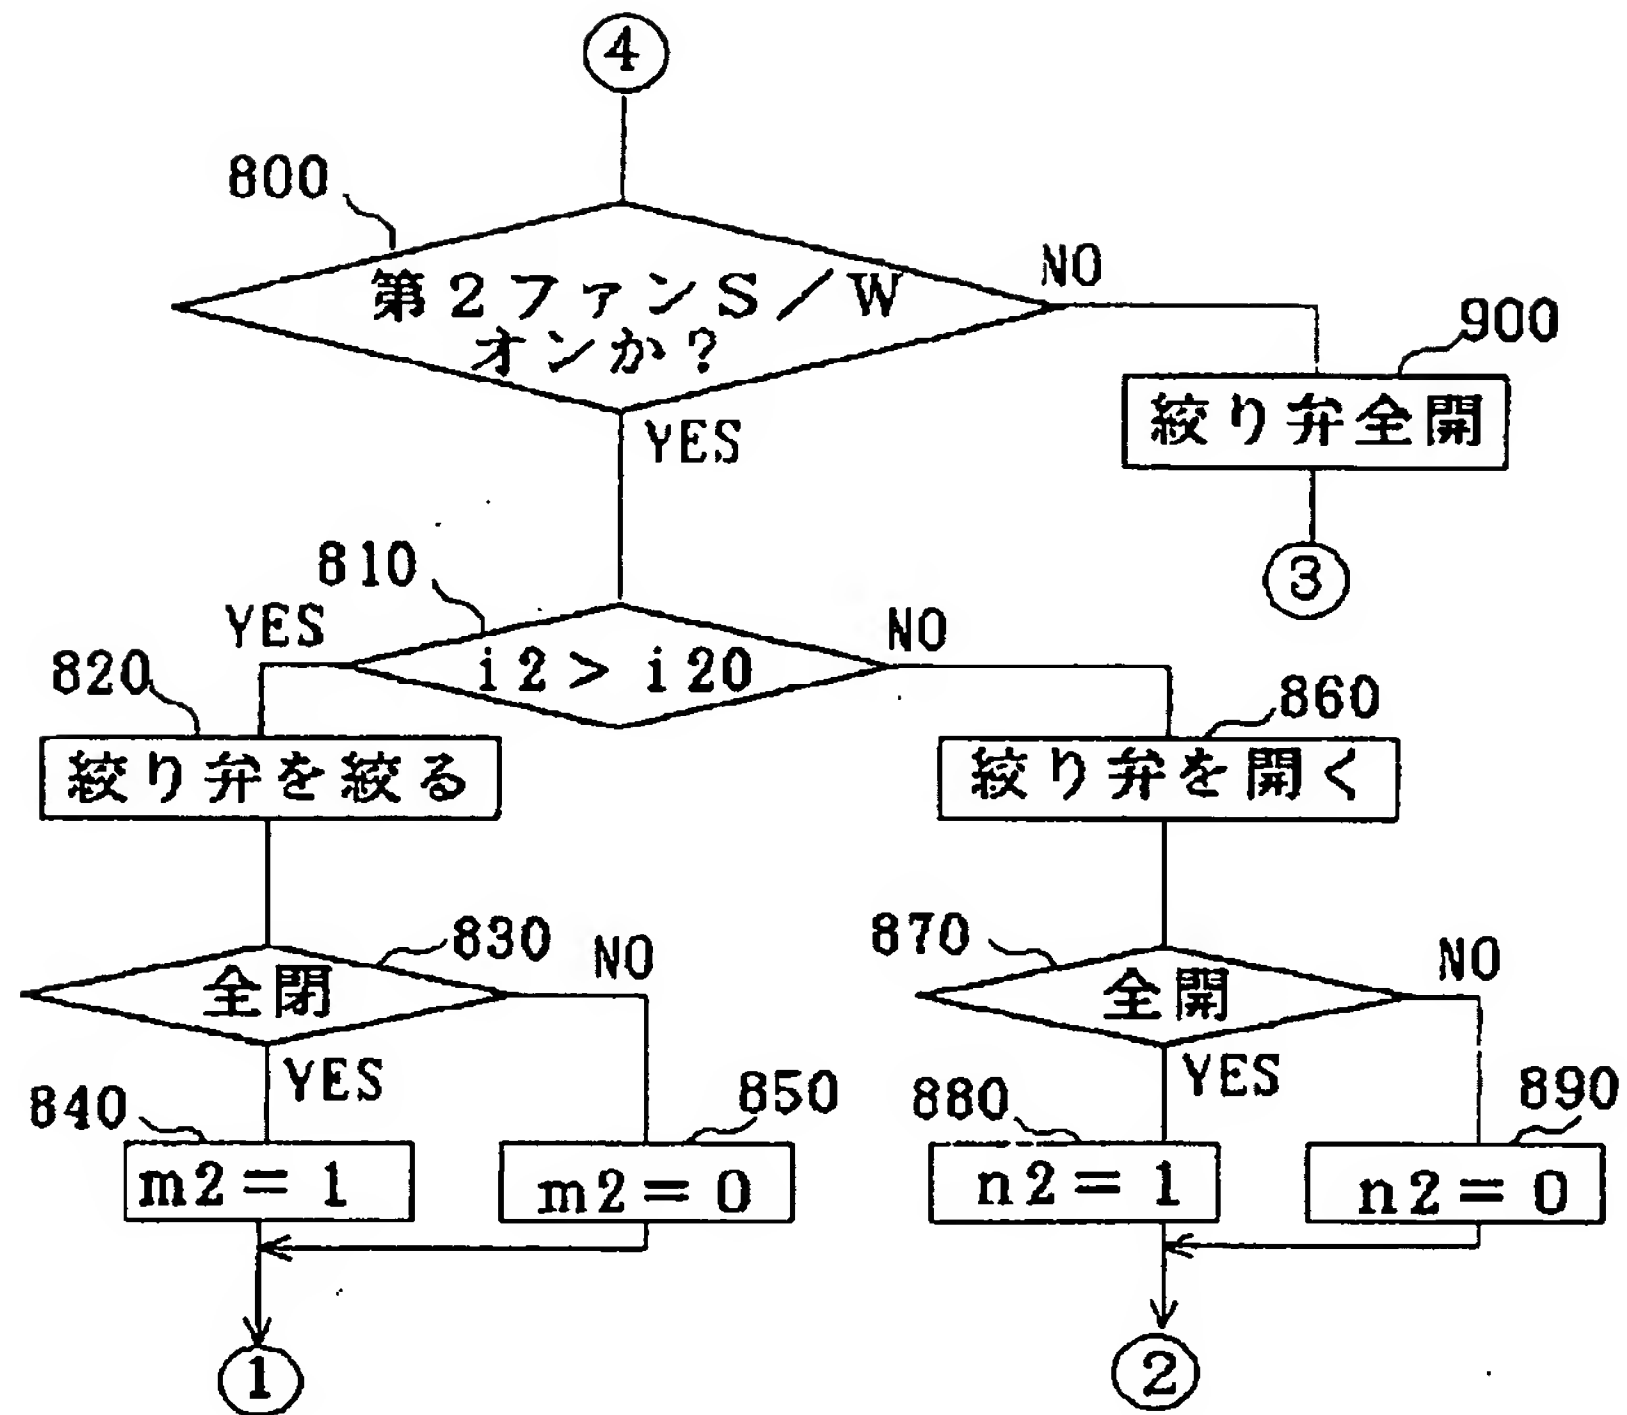 ④
800
第2ファンS/W
オンか?
NO
900
絞り弁全開
③
YES
810
YES
i2> i20
NO
820
絞り弁を絞る
860
絞り弁を開く
830
全閉
NO
870
全開
NO
YES
840
m2=1
850
m2=0
YES
880
n2=1
890
n2=0
①
②